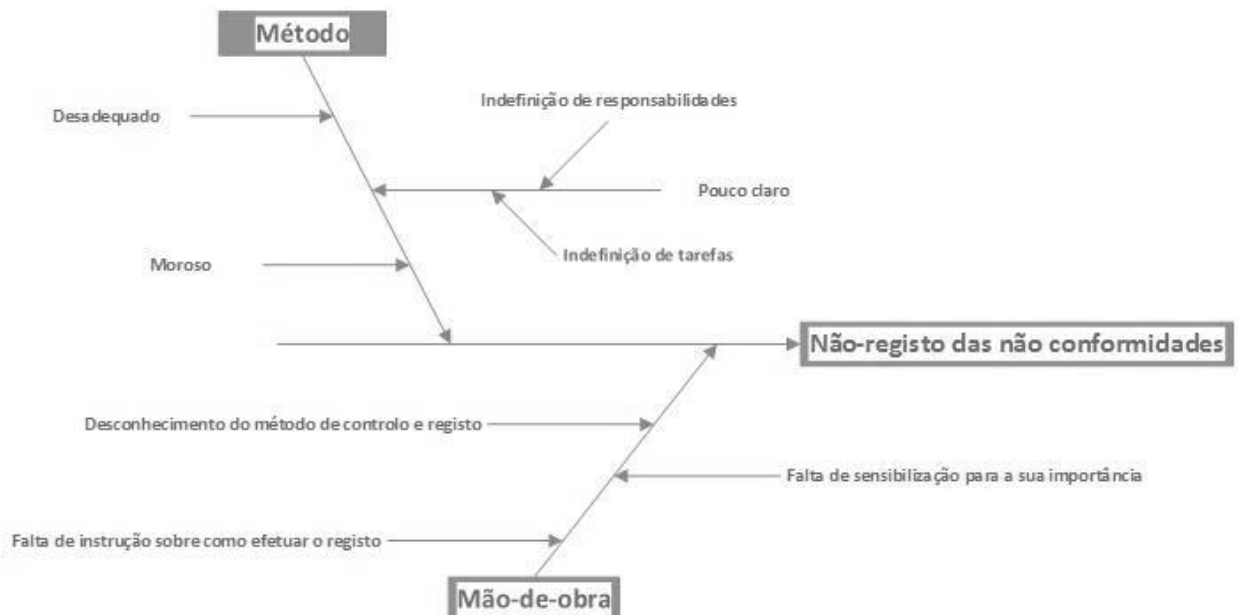 Método
Indefinição de responsabilidades
Desadequado
Pouco claro
Indefinição de tarefas
Moroso
Não-registo das não conformidades
Desconhecimento do método de controlo e registo
Falta de sensibilização para a sua importância
Falta de instrução sobre como efetuar o registo
Mão-de-obra